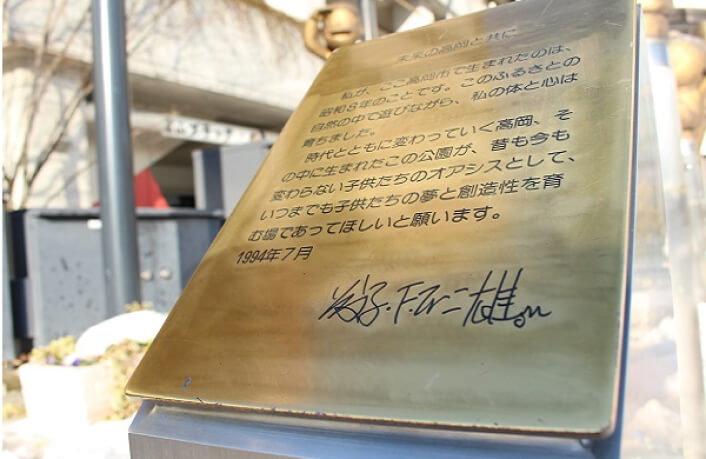 未来の高岡と共に
私が、ここ高岡市で生まれたのは、
昭和8年のことです。このふるさとの
自然の中で遊びながら、私の体と心は
育ちました。
時代とともに変わっていく高岡、そ
の中に生まれたこの公園が、昔も今も
変わらない子供たちのオアシスとして、
いつまでも子供たちの夢と創造性を育
む場であってほしいと願います。
1994年7月